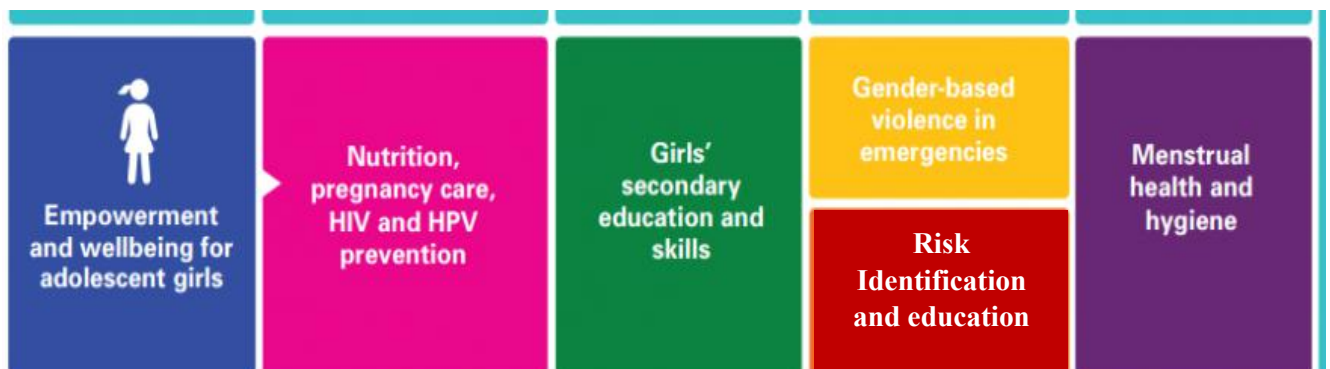 Empowerment
and wellbeing for
adolescent girls
Nutrition,
pregnancy care,
HIV and HPV
prevention
Girls’
secondary
education and
skills
Gender-based
violence in
emergencies
Risk
Identification
and education
Menstrual
health and
hygiene